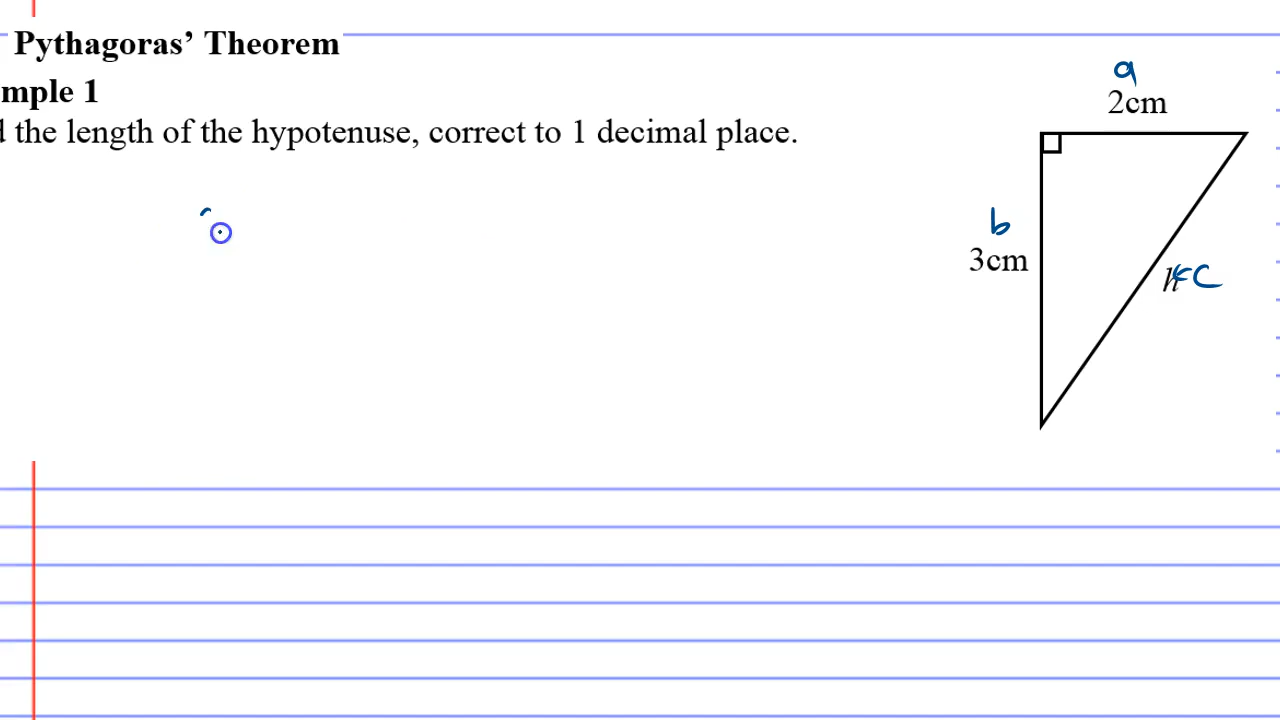 Pythagoras’ Theorem
mple 1
d the length of the hypotenuse, correct to 1 decimal place.
a
2cm
b
3cm
h c